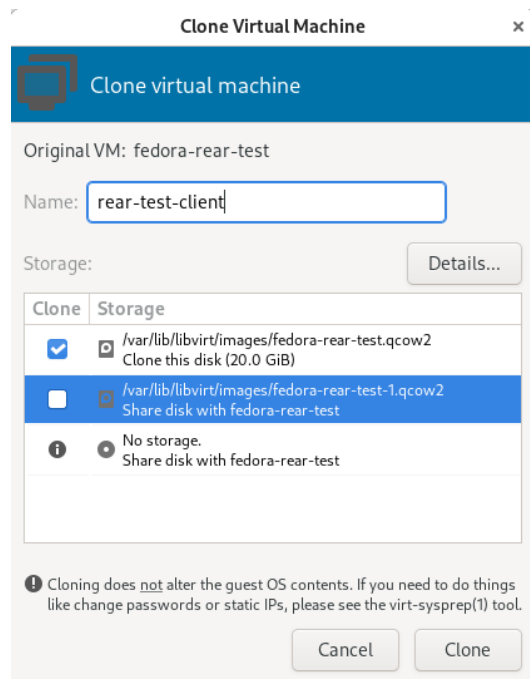 Clone Virtual Machine ×
Clone virtual machine
Original VM: fedora-rear-test
Name: rear-test-client
Storage: Details...
Clone Storage
/var/lib/libvirt/images/fedora-rear-test.qcow2
Clone this disk (20.0 GiB)
/var/lib/libvirt/images/fedora-rear-test-1.qcow2
Share disk with fedora-rear-test
No storage.
Share disk with fedora-rear-test
Cloning does not alter the guest OS contents. If you need to do things
like change passwords or static IPs, please see the virt-sysprep(1) tool.
Cancel Clone